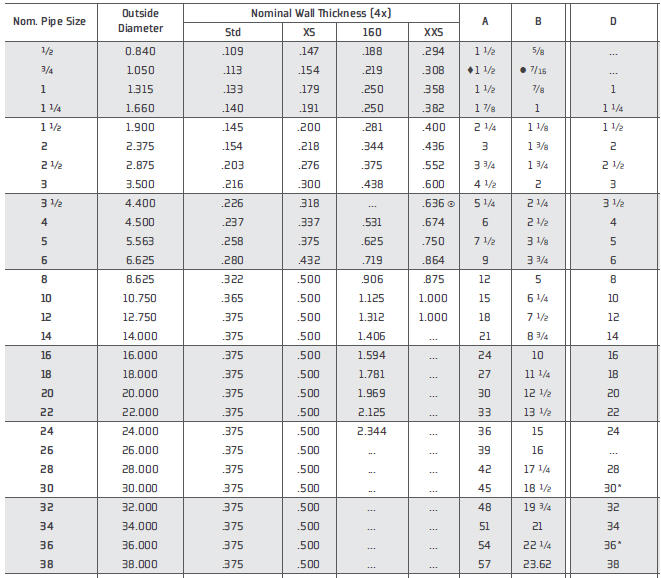 Nom. Pipe Size Outside Diameter Nominal Wall Thickness (4x) A B D
Std XS 160 XXS
1/2 0.840 .109 .147 .188 .294 1 1/2 5/8 ...
3/4 1.050 .113 .154 .219 .308 ♦1 1/2 ● 7/16 ...
1 1.315 .133 .179 .250 .358 1 1/2 7/8 1
1 1/4 1.660 .140 .191 .250 .382 1 7/8 1 1 1/4
1 1/2 1.900 .145 .200 .281 .400 2 1/4 1 1/8 1 1/2
2 2.375 .154 .218 .344 .436 3 1 3/8 2
2 1/2 2.875 .203 .276 .375 .552 3 3/4 1 3/4 2 1/2
3 3.500 .216 .300 .438 .600 4 1/2 2 3
3 1/2 4.400 .226 .318 ... .636 ⊙ 5 1/4 2 1/4 3 1/2
4 4.500 .237 .337 .531 .674 6 2 1/2 4
5 5.563 .258 .375 .625 .750 7 1/2 3 1/8 5
6 6.625 .280 .432 .719 .864 9 3 3/4 6
8 8.625 .322 .500 .906 .875 12 5 8
10 10.750 .365 .500 1.125 1.000 15 6 1/4 10
12 12.750 .375 .500 1.312 1.000 18 7 1/2 12
14 14.000 .375 .500 1.406 ... 21 8 3/4 14
16 16.000 .375 .500 1.594 ... 24 10 16
18 18.000 .375 .500 1.781 ... 27 11 1/4 18
20 20.000 .375 .500 1.969 ... 30 12 1/2 20
22 22.000 .375 .500 2.125 ... 33 13 1/2 22
24 24.000 .375 .500 2.344 ... 36 15 24
26 26.000 .375 .500 ... ... 39 16 ...
28 28.000 .375 .500 ... ... 42 17 1/4 28
30 30.000 .375 .500 ... ... 45 18 1/2 30*
32 32.000 .375 .500 ... ... 48 19 3/4 32
34 34.000 .375 .500 ... ... 51 21 34
36 36.000 .375 .500 ... ... 54 22 1/4 36*
38 38.000 .375 .500 ... ... 57 23.62 38